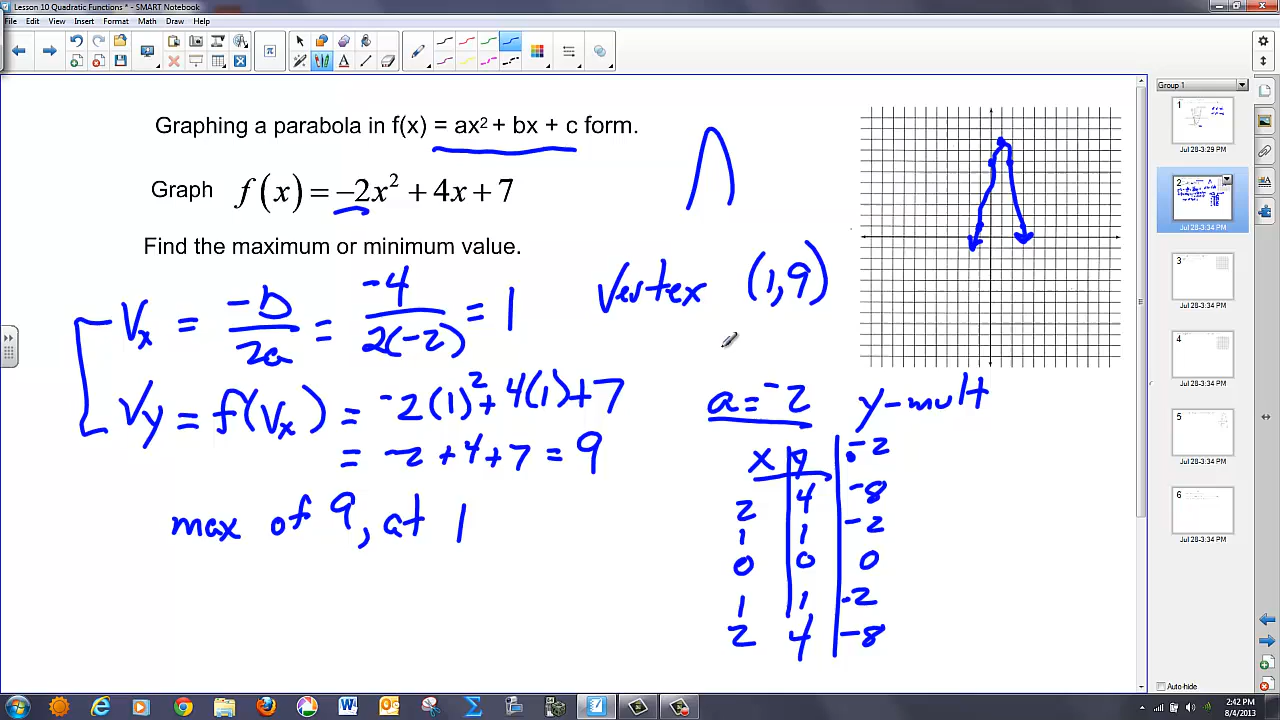 Lesson 10 Quadratic Functions * - SMART Notebook
File Edit View Insert Format Math Draw Help
Graphing a parabola in f(x) = ax² + bx + c form.
Graph f(x) = −2x² + 4x + 7
Find the maximum or minimum value.
Vx = -b/2a = -4/2(-2) = 1
Vy = f(Vx) = -2(1)² + 4(1) + 7
= -2 + 4 + 7 = 9
max of 9, at 1
Vertex (1, 9)
a = -2 y-mult
x y ·-2
2 4 -8
1 1 -2
0 0 0
1 1 -2
2 4 -8
Group 1
1
Jul 28-3:29 PM
2
Jul 28-3:34 PM
3
Jul 28-3:34 PM
4
Jul 28-3:34 PM
5
Jul 28-3:34 PM
6
Jul 28-3:34 PM
Auto-hide
2:42 PM
8/4/2013